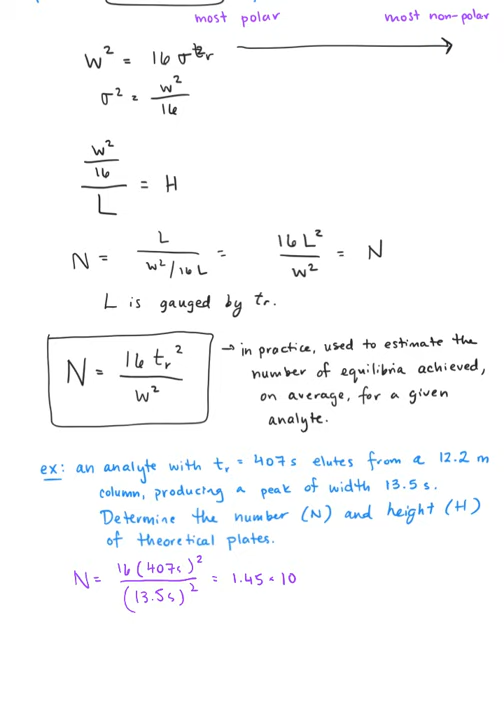 most polar most non-polar
w² = 16 σ²
σ² = w²/16
(w²/16)/L = H
N = L/(w²/16L) = 16L²/w² = N
L is gauged by tᵣ.
N = 16 tᵣ²/w² → in practice, used to estimate the
number of equilibria achieved,
on average, for a given
analyte.
ex: an analyte with tᵣ = 407s elutes from a 12.2 m
column, producing a peak of width 13.5 s.
Determine the number (N) and height (H)
of theoretical plates.
N = 16(407s)²/(13.5s)² = 1.45 × 10